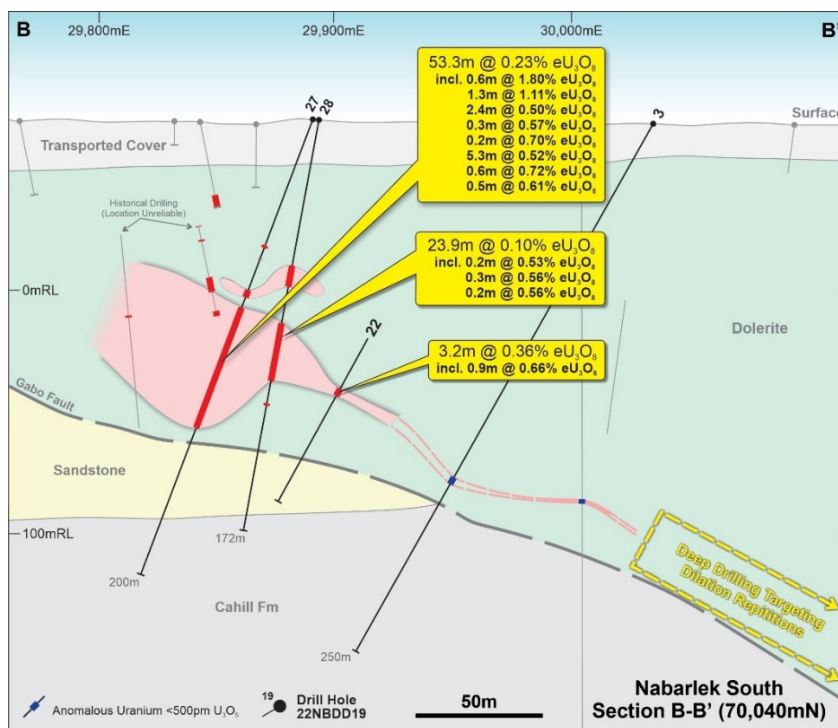 B
B'
29,800mE
29,900mE
30,000mE
27
28
3
53.3m @ 0.23% eU₃O₈
incl. 0.6m @ 1.80% eU₃O₈
1.3m @ 1.11% eU₃O₈
2.4m @ 0.50% eU₃O₈
0.3m @ 0.57% eU₃O₈
0.2m @ 0.70% eU₃O₈
5.3m @ 0.52% eU₃O₈
0.6m @ 0.72% eU₃O₈
0.5m @ 0.61% eU₃O₈
Surface
Transported Cover
Historical Drilling
(Location Unreliable)
23.9m @ 0.10% eU₃O₈
incl. 0.2m @ 0.53% eU₃O₈
0.3m @ 0.56% eU₃O₈
0.2m @ 0.56% eU₃O₈
0mRL
22
Dolerite
3.2m @ 0.36% eU₃O₈
incl. 0.9m @ 0.66% eU₃O₈
Gabo Fault
Sandstone
100mRL
172m
200m
Deep Drilling Targeting
Dilation Repititions
Cahill Fm
250m
Anomalous Uranium <500pm U₃O₅
19
Drill Hole
22NBDD19
50m
Nabarlek South
Section B-B' (70,040mN)